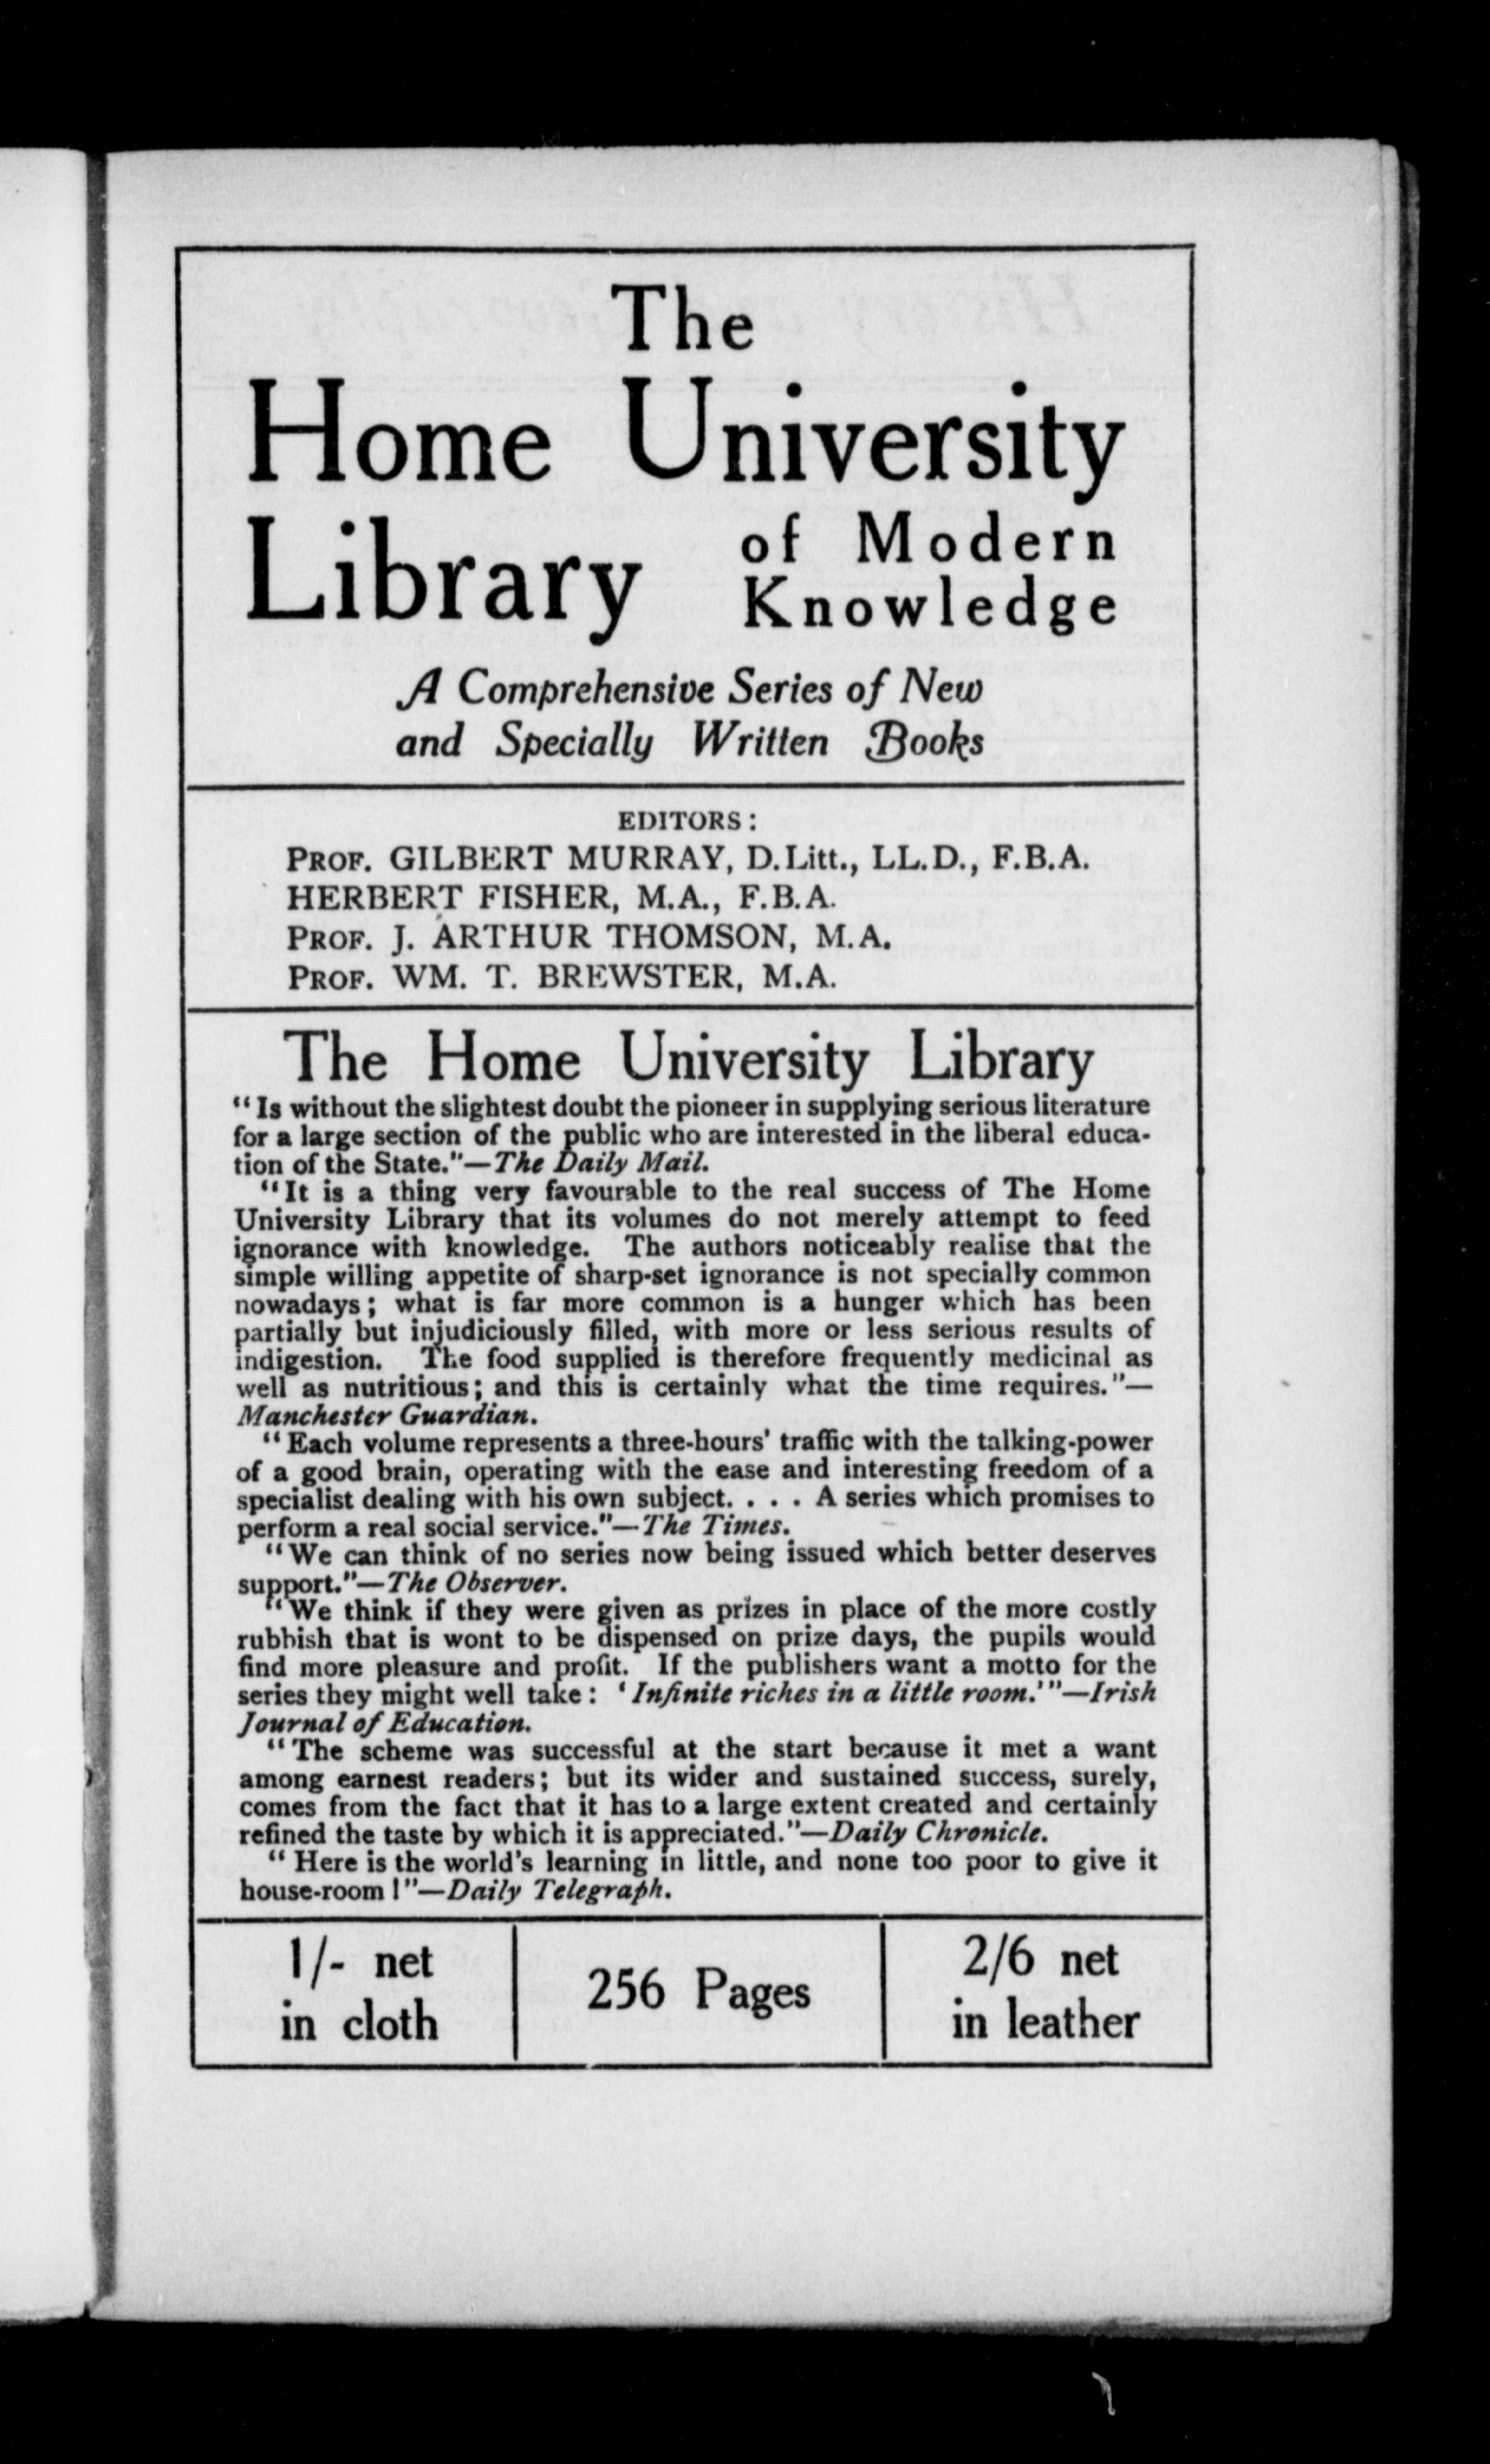 The
Home University
Library of Modern
Knowledge
A Comprehensive Series of New
and Specially Written Books
EDITORS:
PROF. GILBERT MURRAY, D.Litt., LL.D., F.B.A.
HERBERT FISHER, M.A., F.B.A.
PROF. J. ARTHUR THOMSON, M.A.
PROF. WM. T. BREWSTER, M.A.
The Home University Library
"Is without the slightest doubt the pioneer in supplying serious literature
for a large section of the public who are interested in the liberal educa-
tion of the State."—The Daily Mail.
"It is a thing very favourable to the real success of The Home
University Library that its volumes do not merely attempt to feed
ignorance with knowledge. The authors noticeably realise that the
simple willing appetite of sharp-set ignorance is not specially common
nowadays; what is far more common is a hunger which has been
partially but injudiciously filled, with more or less serious results of
indigestion. The food supplied is therefore frequently medicinal as
well as nutritious; and this is certainly what the time requires."—
Manchester Guardian.
"Each volume represents a three-hours' traffic with the talking-power
of a good brain, operating with the ease and interesting freedom of a
specialist dealing with his own subject. . . . A series which promises to
perform a real social service."—The Times.
"We can think of no series now being issued which better deserves
support."—The Observer.
"We think if they were given as prizes in place of the more costly
rubbish that is wont to be dispensed on prize days, the pupils would
find more pleasure and profit. If the publishers want a motto for the
series they might well take: 'Infinite riches in a little room.'"—Irish
Journal of Education.
"The scheme was successful at the start because it met a want
among earnest readers; but its wider and sustained success, surely,
comes from the fact that it has to a large extent created and certainly
refined the taste by which it is appreciated."—Daily Chronicle.
"Here is the world's learning in little, and none too poor to give it
house-room!"—Daily Telegraph.
1/- net
in cloth
256 Pages
2/6 net
in leather